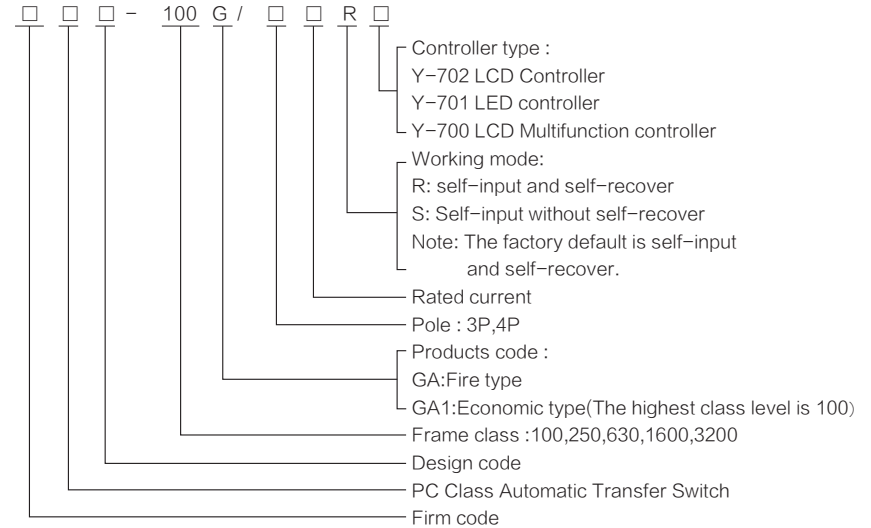 □ □ □ - 100 G / □ □ R □
Controller type :
Y-702 LCD Controller
Y-701 LED controller
Y-700 LCD Multifunction controller
Working mode:
R: self-input and self-recover
S: Self-input without self-recover
Note: The factory default is self-input
and self-recover.
Rated current
Pole : 3P,4P
Products code :
GA:Fire type
GA1:Economic type(The highest class level is 100)
Frame class :100,250,630,1600,3200
Design code
PC Class Automatic Transfer Switch
Firm code